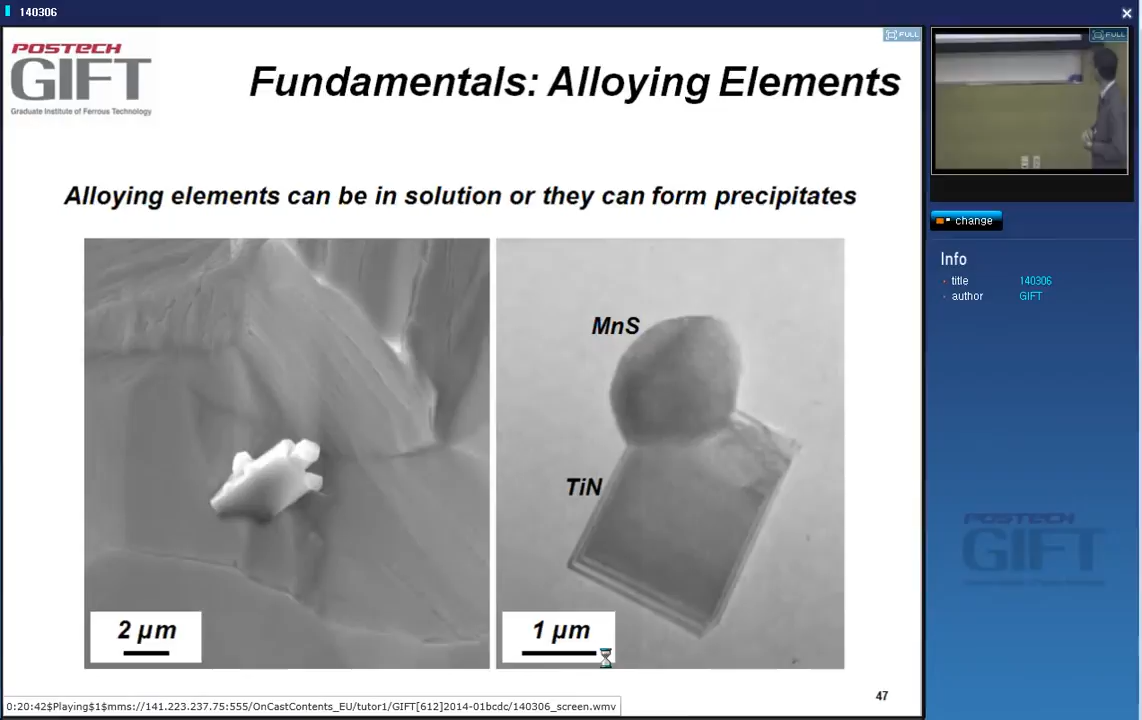 140306
POSTECH
GIFT
Graduate Institute of Ferrous Technology
FULL
Fundamentals: Alloying Elements
FULL
Alloying elements can be in solution or they can form precipitates
change
Info
title 140306
author GIFT
MnS
TiN
POSTECH
GIFT
2 µm
1 µm
47
0:20:42$Playing$1$mms://141.223.237.75:555/OnCastContents_EU/tutor1/GIFT[612]2014-01bcdc/140306_screen.wmv